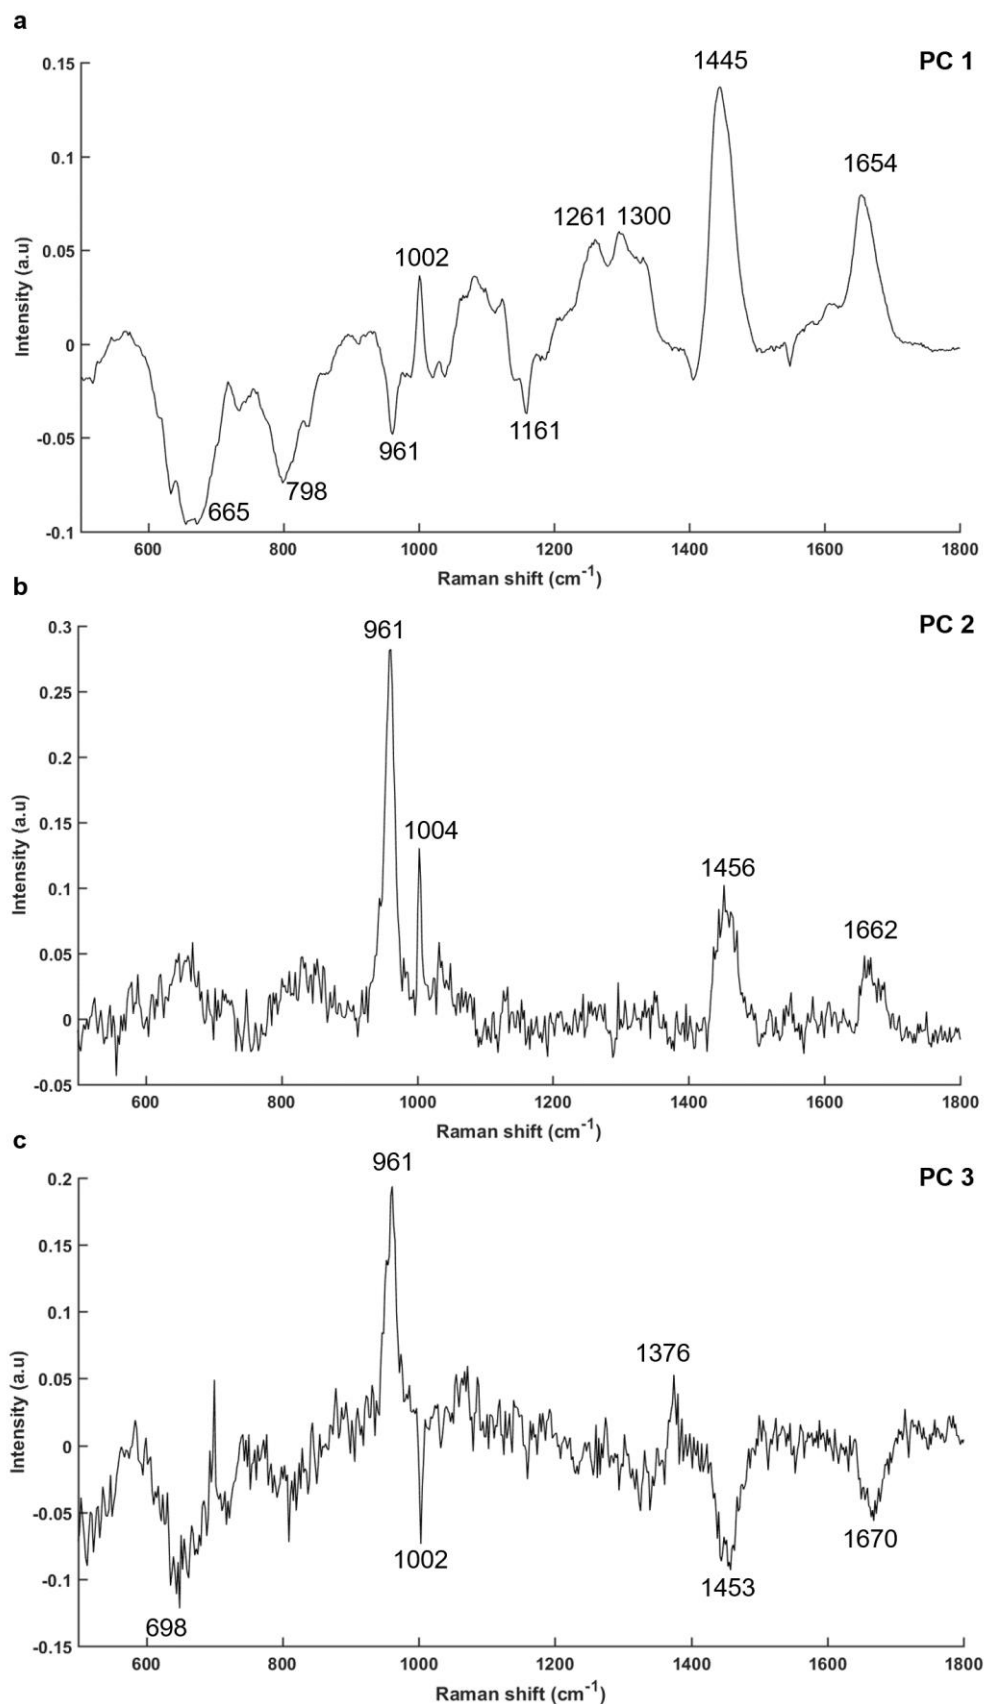 a
PC 1
0.15
0.1
0.05
0
-0.05
-0.1
Intensity (a.u)
665
798
961
1002
1161
1261
1300
1445
1654
600 800 1000 1200 1400 1600 1800
Raman shift (cm-1)
b
PC 2
0.3
0.25
0.2
0.15
0.1
0.05
0
-0.05
Intensity (a.u)
961
1004
1456
1662
600 800 1000 1200 1400 1600 1800
Raman shift (cm-1)
c
PC 3
0.2
0.15
0.1
0.05
0
-0.05
-0.1
-0.15
Intensity (a.u)
698
961
1002
1376
1453
1670
600 800 1000 1200 1400 1600 1800
Raman shift (cm-1)